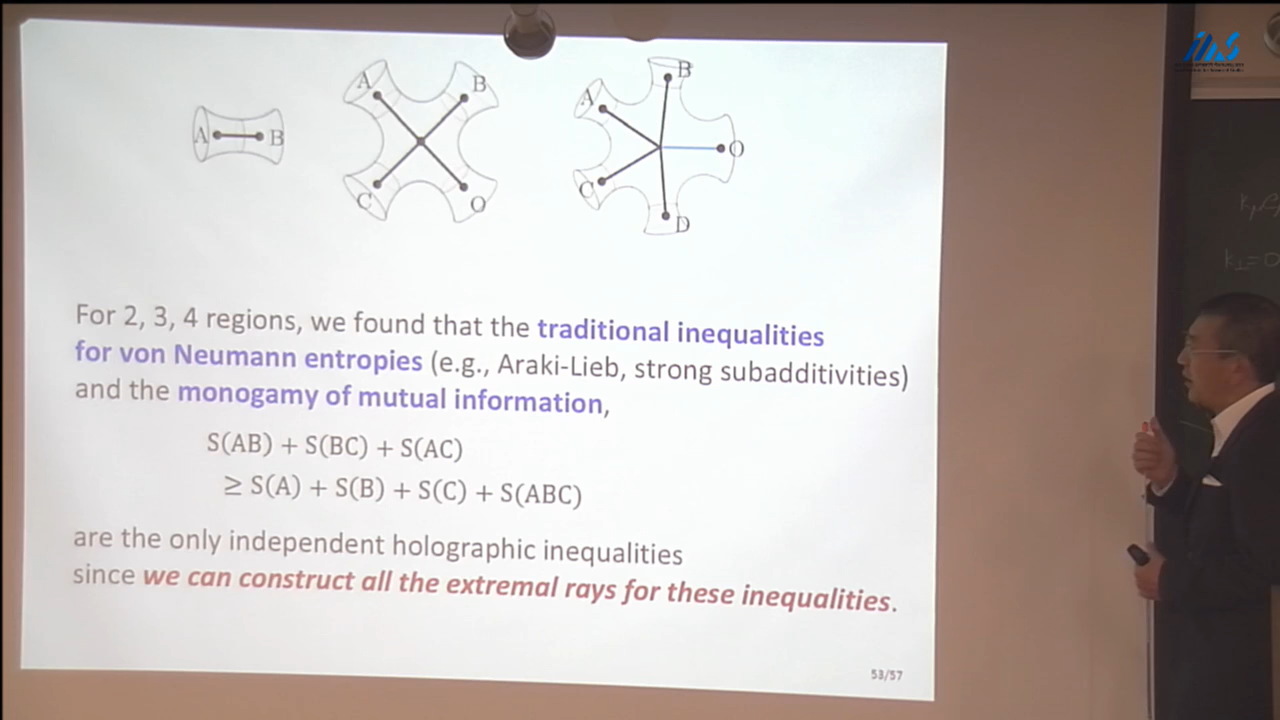 A B
A B
C O
A B
C D
O
For 2, 3, 4 regions, we found that the traditional inequalities
for von Neumann entropies (e.g., Araki-Lieb, strong subadditivities)
and the monogamy of mutual information,
S(AB) + S(BC) + S(AC)
≥ S(A) + S(B) + S(C) + S(ABC)
are the only independent holographic inequalities
since we can construct all the extremal rays for these inequalities.
53/57